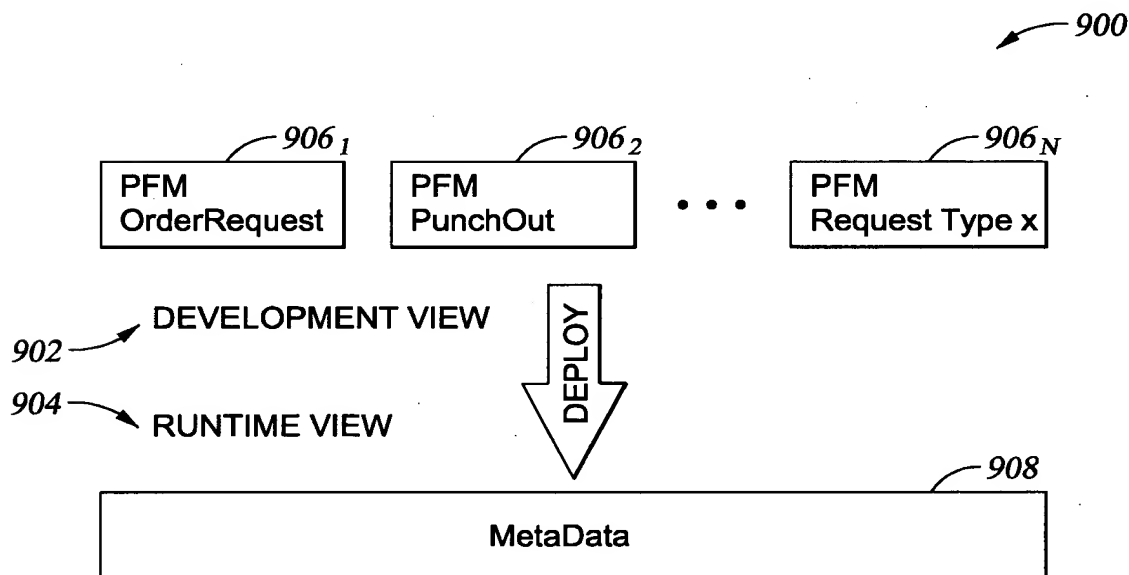 900
906₁
906₂
906_N
PFM
OrderRequest
PFM
PunchOut
• • •
PFM
Request Type x
DEVELOPMENT VIEW
902
DEPLOY
904
RUNTIME VIEW
908
MetaData